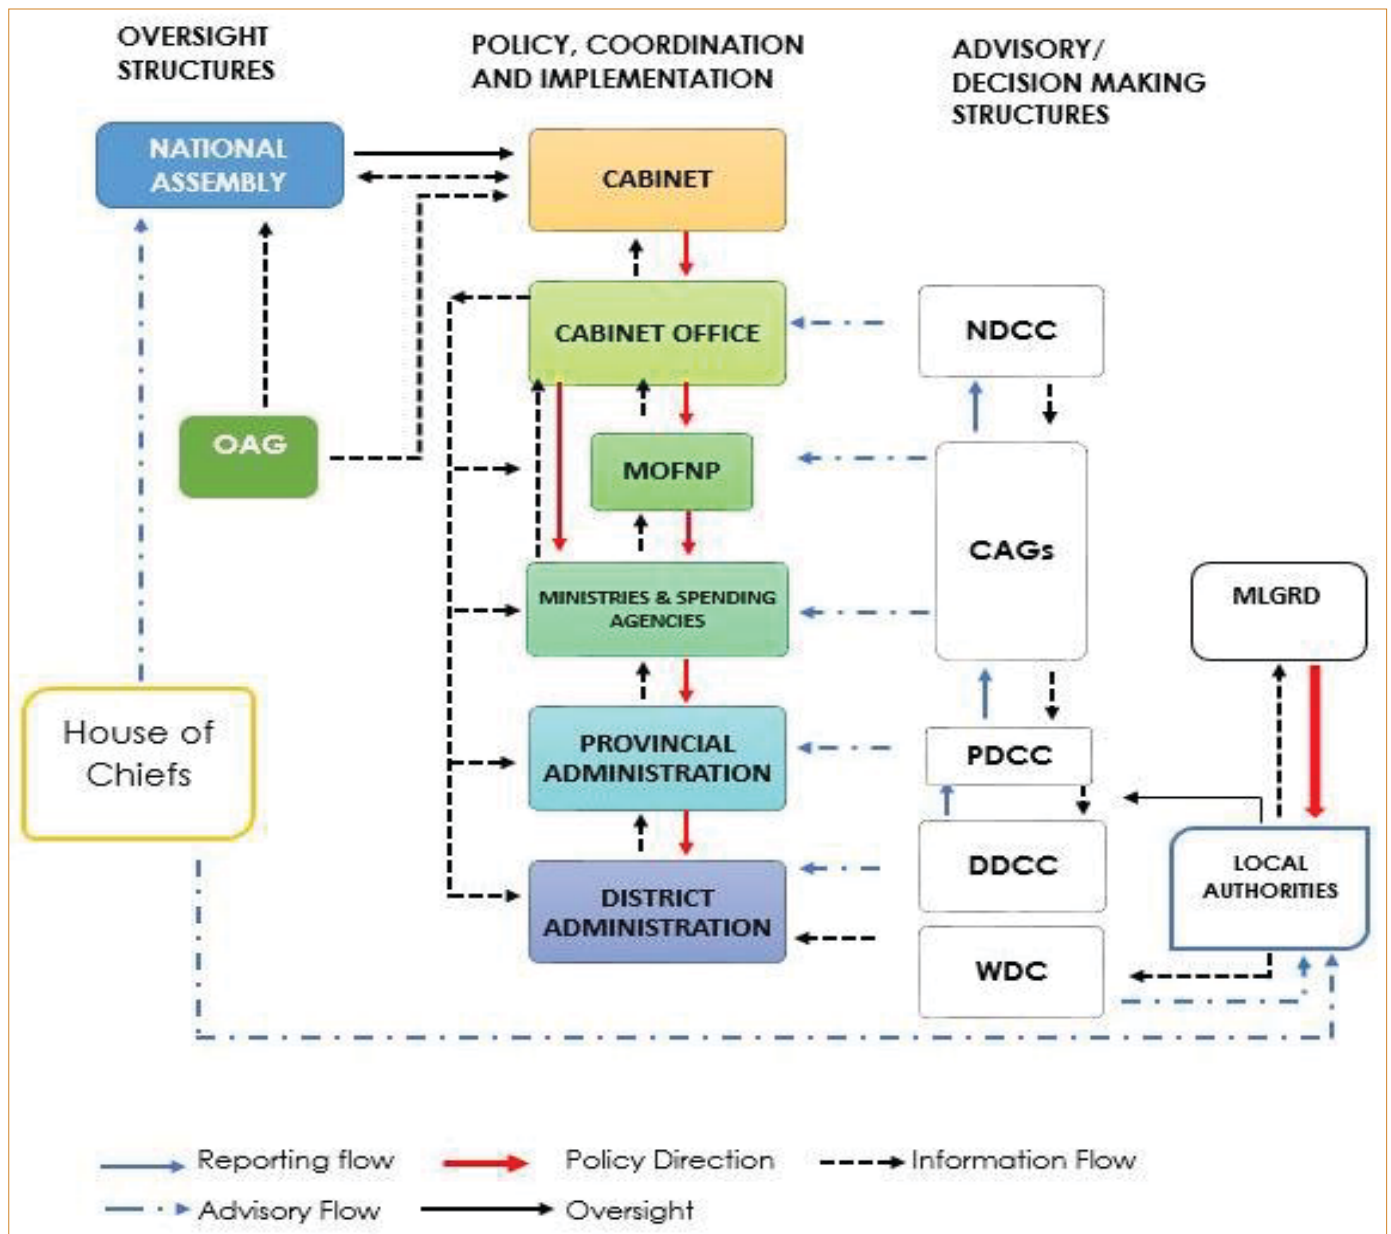 OVERSIGHT
STRUCTURES
POLICY, COORDINATION
AND IMPLEMENTATION
ADVISORY/
DECISION MAKING
STRUCTURES
NATIONAL
ASSEMBLY
CABINET
CABINET OFFICE
NDCC
OAG
MOFNP
CAGs
MINISTRIES & SPENDING
AGENCIES
MLGRD
House of
Chiefs
PROVINCIAL
ADMINISTRATION
PDCC
DDCC
LOCAL
AUTHORITIES
DISTRICT
ADMINISTRATION
WDC
Reporting flow
Policy Direction
Information Flow
Advisory Flow
Oversight